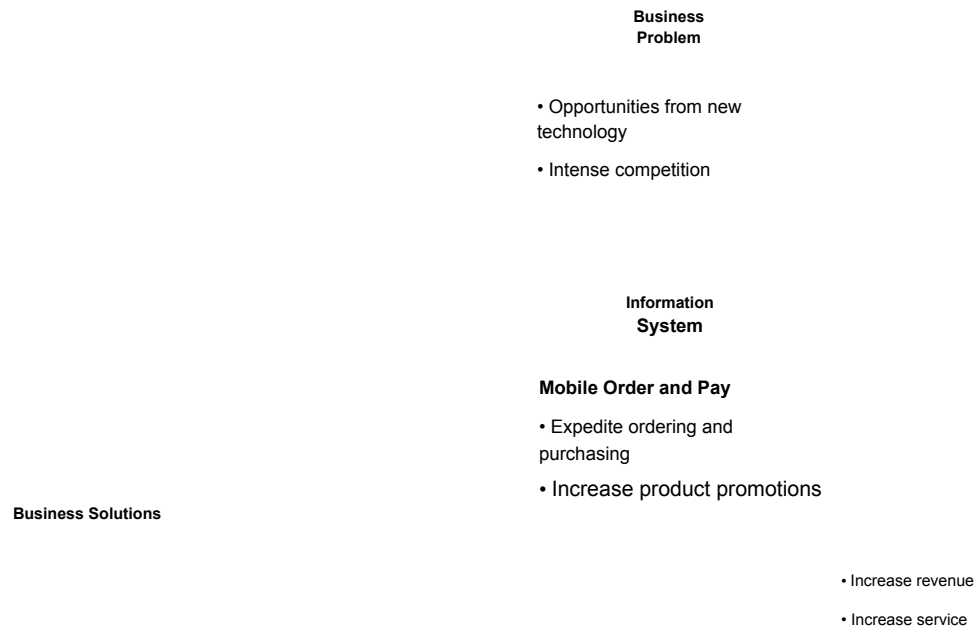 Business
Problem
• Opportunities from new
technology
• Intense competition
Information
System
Mobile Order and Pay
• Expedite ordering and
purchasing
• Increase product promotions
Business Solutions
• Increase revenue
• Increase service